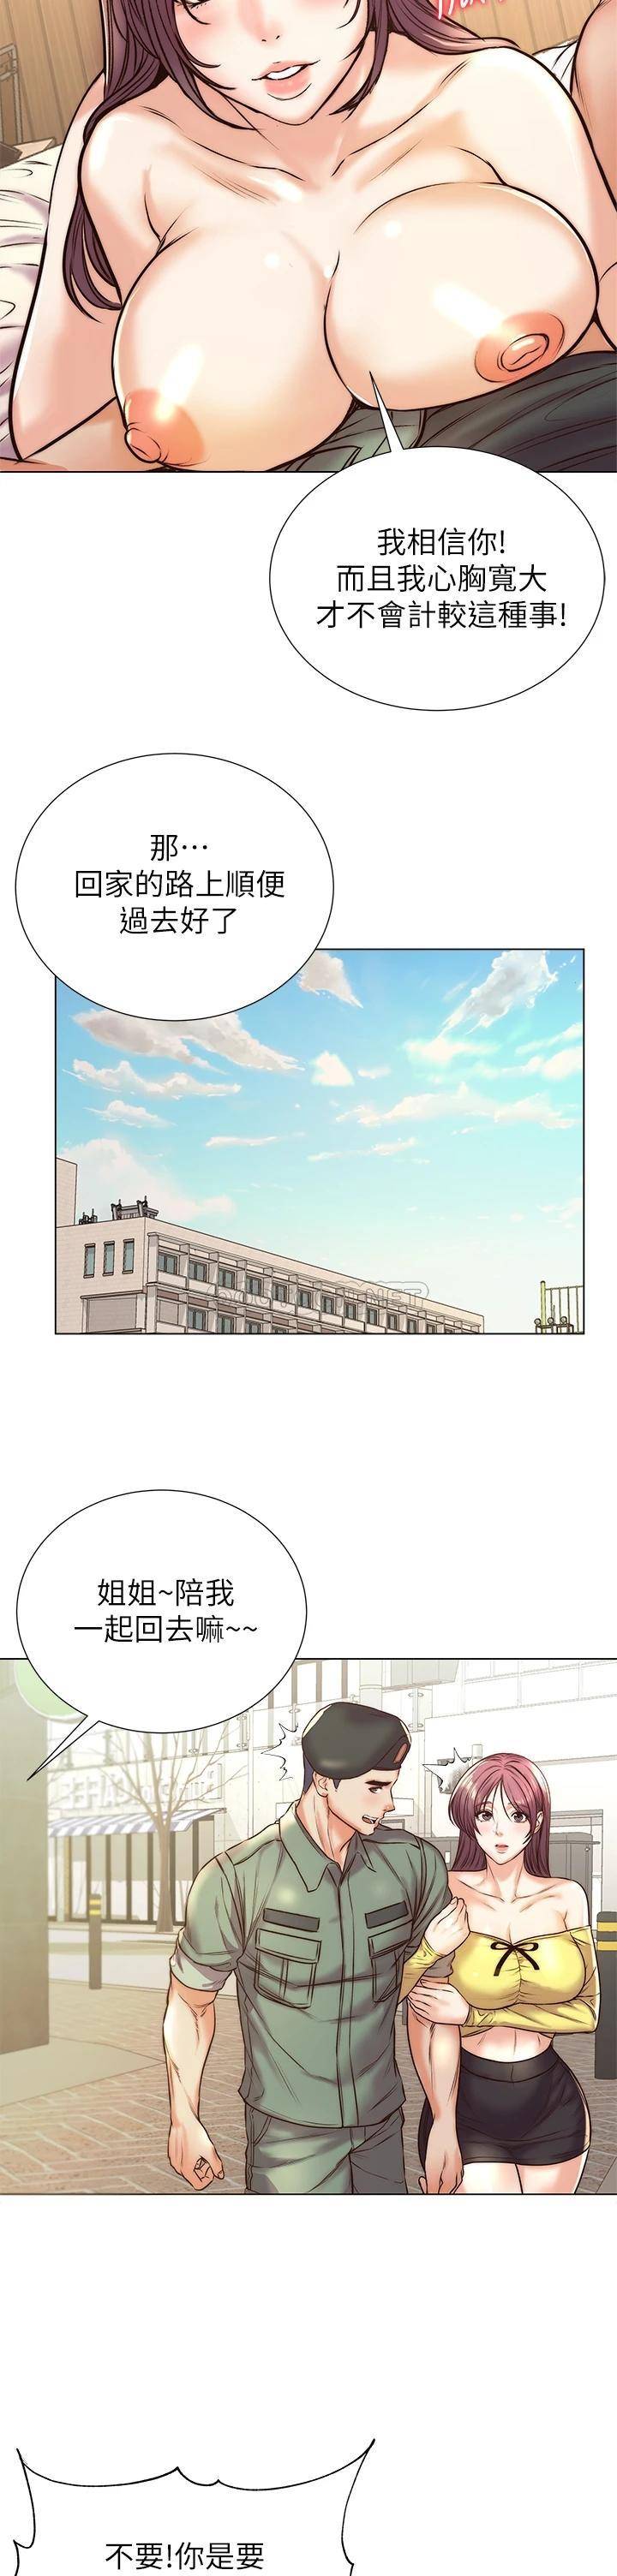 我相信你!
而且我心胸寬大
才不會計較這種事!
那⋯
回家的路上順便
過去好了
姐姐~陪我
一起回去嘛~~
不要!你是要